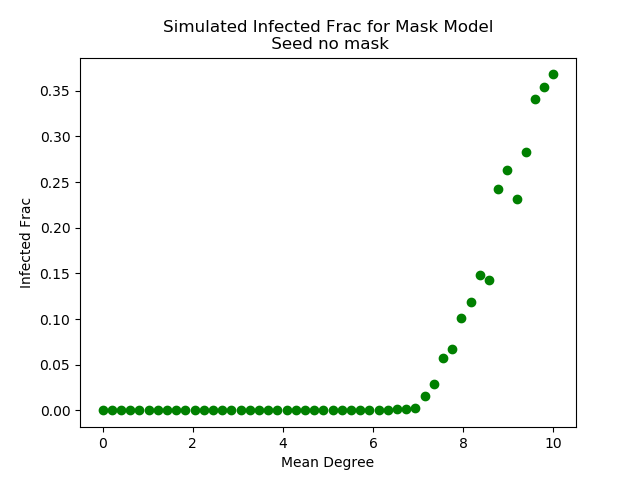 Simulated Infected Frac for Mask Model
Seed no mask
0.35
0.30
0.25
0.20
0.15
0.10
0.05
0.00
Infected Frac
0 2 4 6 8 10
Mean Degree